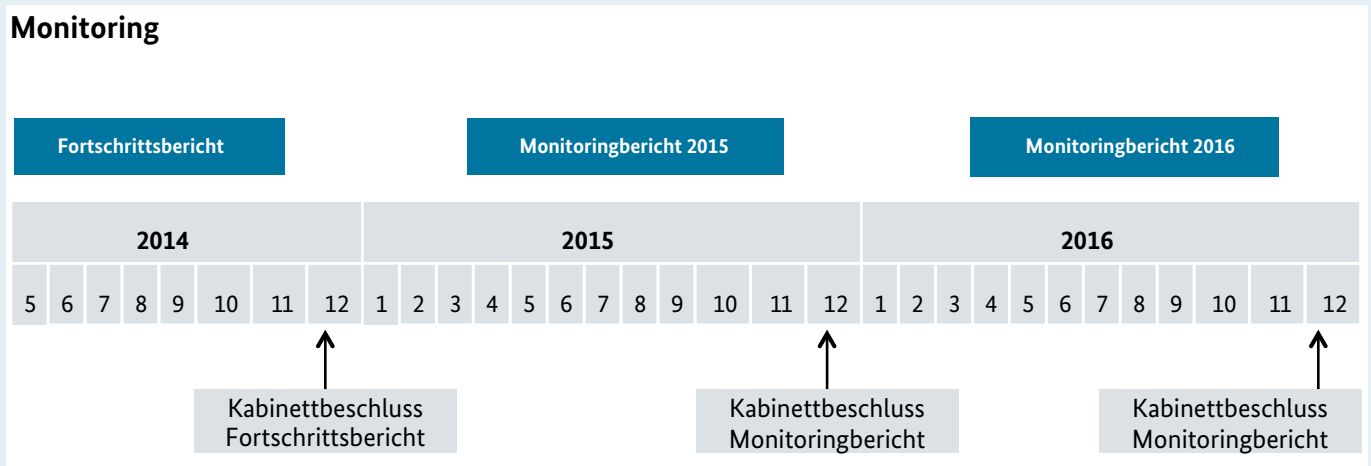 Monitoring
Fortschrittsbericht Monitoringbericht 2015 Monitoringbericht 2016
2014 2015 2016
5 6 7 8 9 10 11 12 1 2 3 4 5 6 7 8 9 10 11 12 1 2 3 4 5 6 7 8 9 10 11 12
Kabinettbeschluss
Fortschrittsbericht
Kabinettbeschluss
Monitoringbericht
Kabinettbeschluss
Monitoringbericht